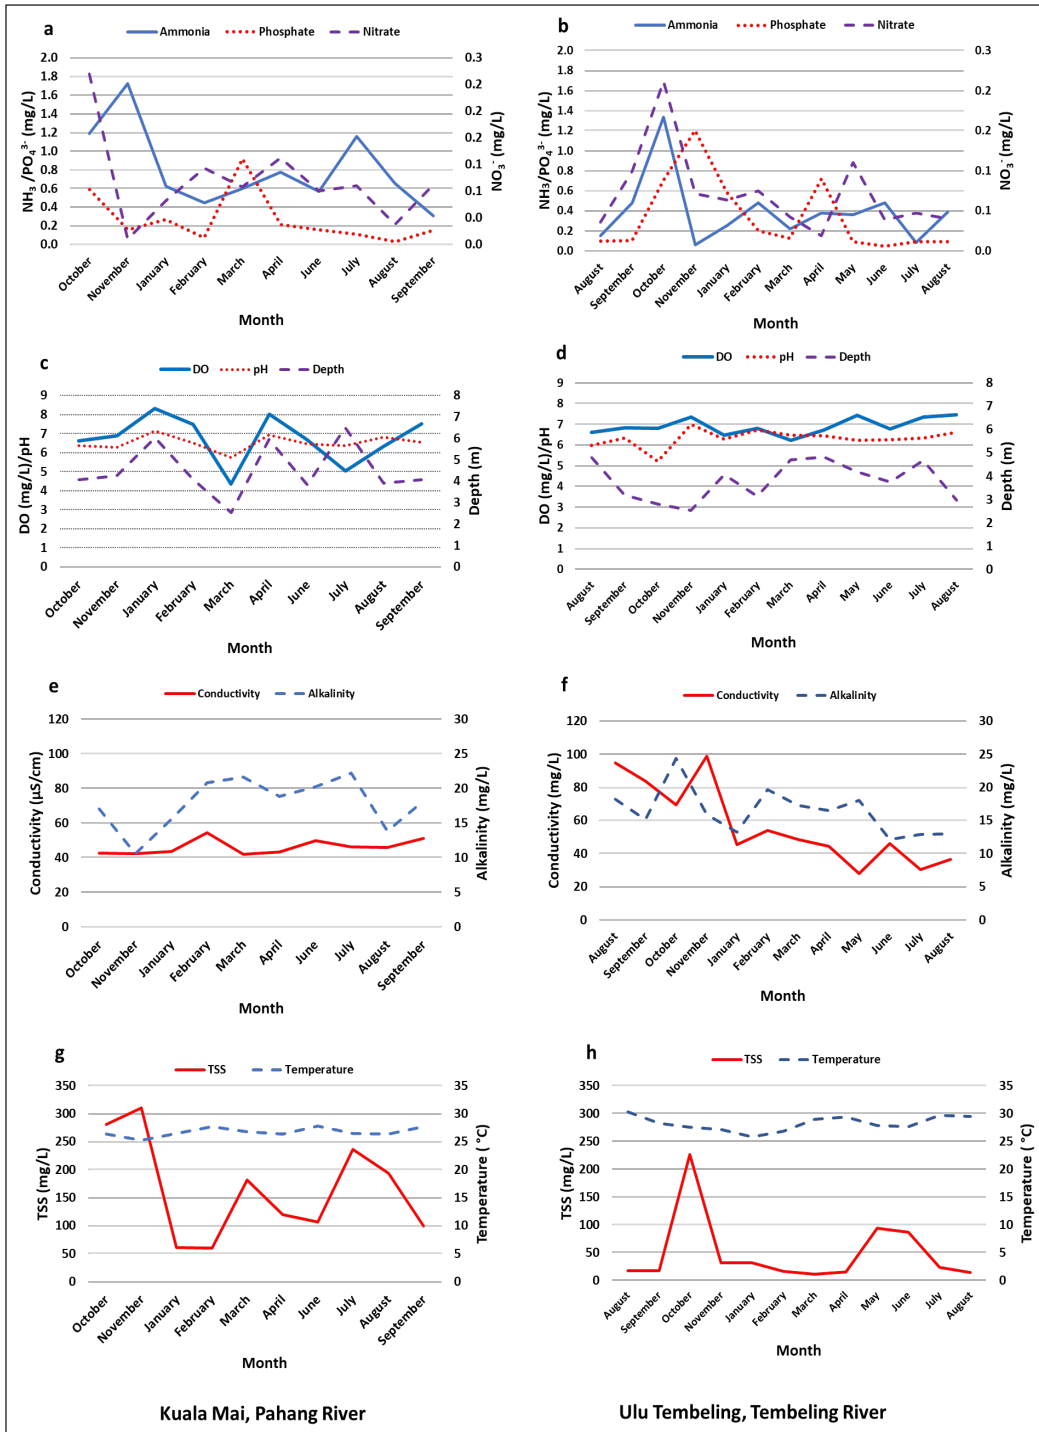 a
Ammonia Phosphate Nitrate
NH₃/PO₄³⁻ (mg/L)
2.0
1.8
1.6
1.4
1.2
1.0
0.8
0.6
0.4
0.2
0.0
0.3
0.2
0.2
0.2
0.1
0.1
0.0
0.0
NO₃⁻ (mg/L)
October November January February March April June July August September
Month
b
Ammonia Phosphate Nitrate
NH₃/PO₄³⁻ (mg/L)
2.0
1.8
1.6
1.4
1.2
1.0
0.8
0.6
0.4
0.2
0.0
0.3
0.2
0.2
0.1
0.1
0.0
NO₃⁻ (mg/L)
August September October November January February March April May June July August
Month
c
DO pH Depth
DO (mg/L)/pH
9
8
7
6
5
4
3
2
1
0
8
7
6
5
4
3
2
1
0
Depth (m)
October November January February March April June July August September
Month
d
DO pH Depth
DO (mg/L)/pH
9
8
7
6
5
4
3
2
1
0
8
7
6
5
4
3
2
1
0
Depth (m)
August September October November January February March April May June July August
Month
e
Conductivity Alkalinity
Conductivity (µS/cm)
120
100
80
60
40
20
0
30
25
20
15
10
5
0
Alkalinity (mg/L)
October November January February March April June July August September
Month
f
Conductivity Alkalinity
Conductivity (µS/cm)
120
100
80
60
40
20
0
30
25
20
15
10
5
0
Alkalinity (mg/L)
August September October November January February March April May June July August
Month
g
TSS Temperature
TSS (mg/L)
350
300
250
200
150
100
50
0
35
30
25
20
15
10
5
0
Temperature ( °C)
October November January February March April June July August September
Month
h
TSS Temperature
TSS (mg/L)
350
300
250
200
150
100
50
0
35
30
25
20
15
10
5
0
Temperature ( °C)
August September October November January February March April May June July August
Month
Kuala Mai, Pahang River
Ulu Tembeling, Tembeling River